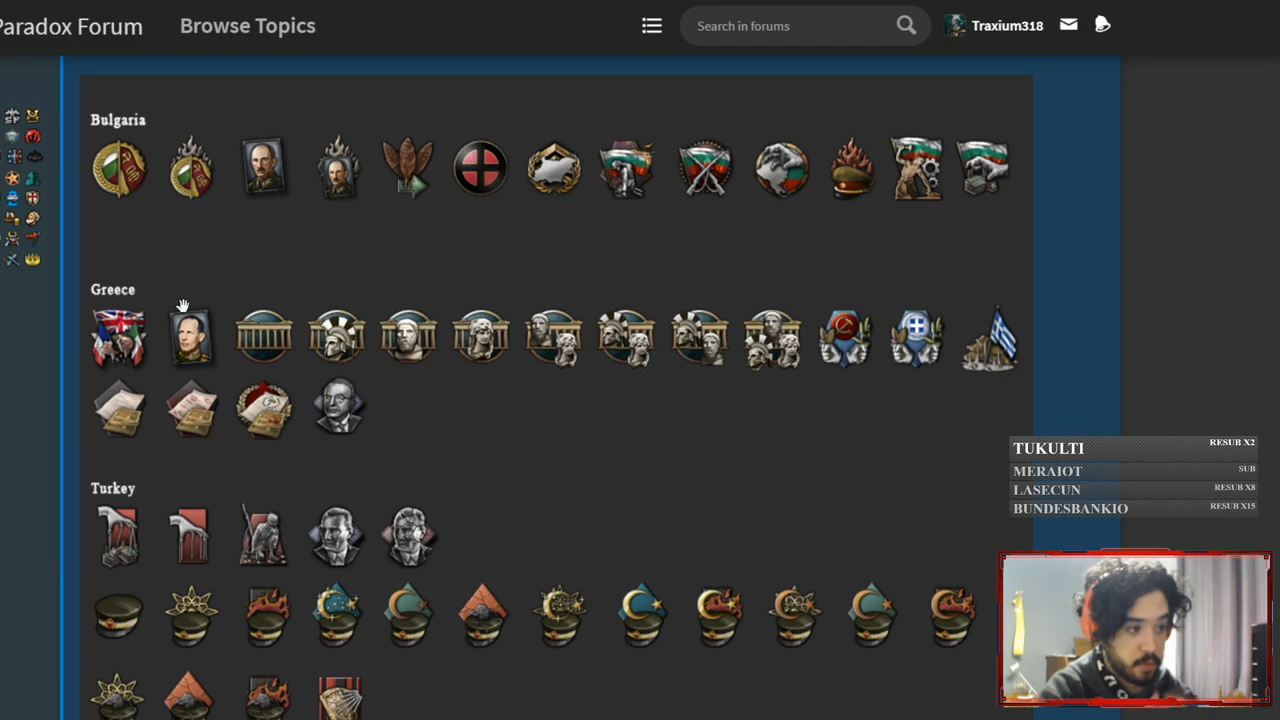 Paradox Forum
Browse Topics
Search in forums
Traxium318
Bulgaria
Greece
Turkey
TUKULTI RESUB X2
MERAIOT SUB
LASECUN RESUB X8
BUNDESBANKIO RESUB X15